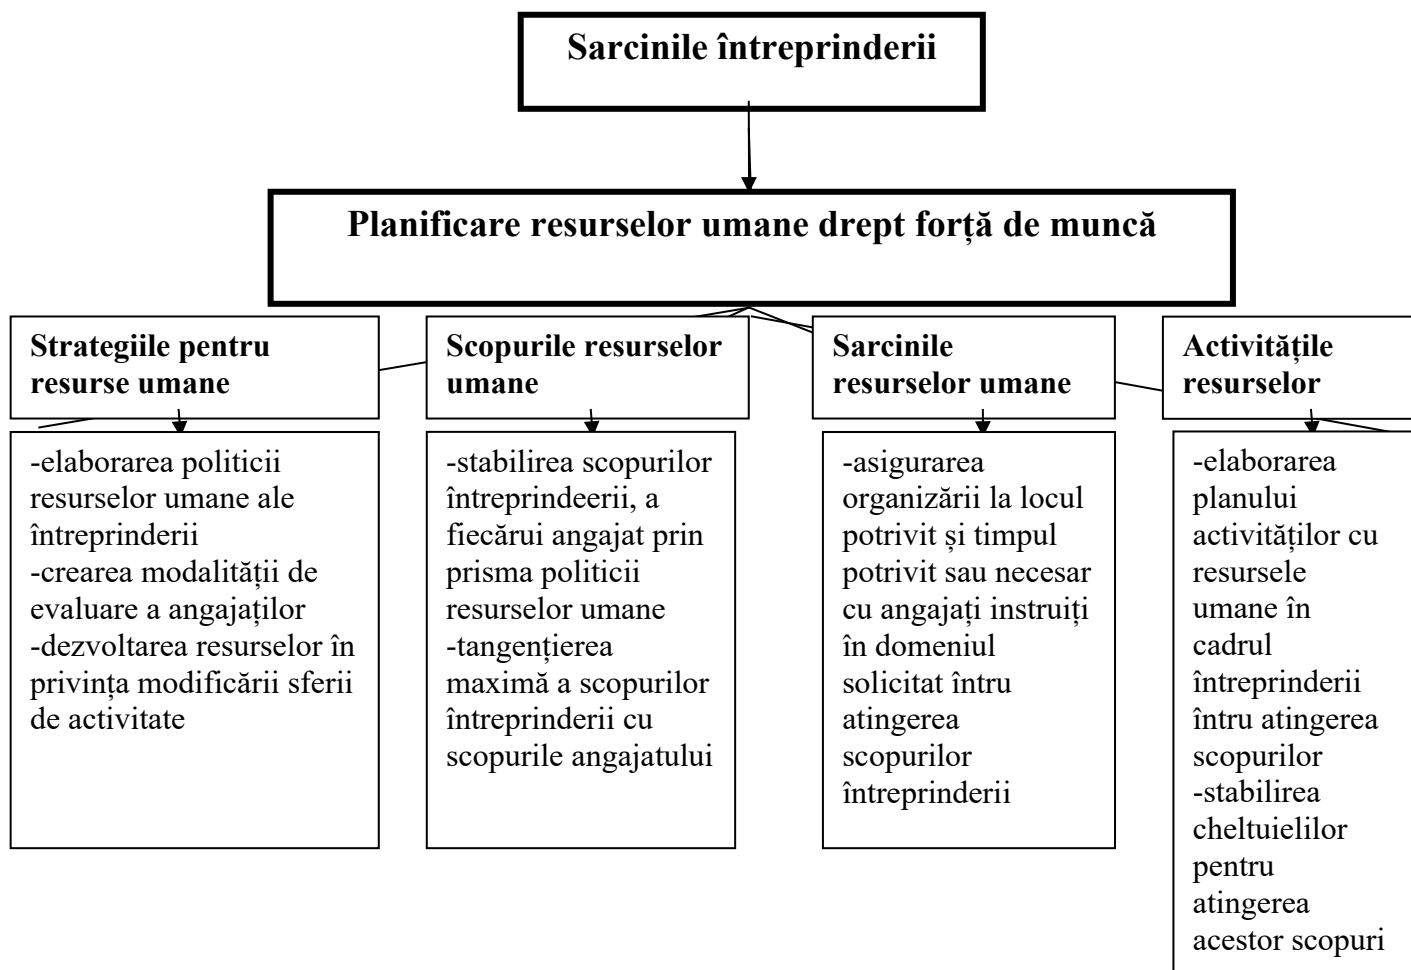 Sarcinile întreprinderii
Planificare resurselor umane drept forță de muncă
Strategiile pentru
resurse umane
Scopurile resurselor
umane
Sarcinile
resurselor umane
Activitățile
resurselor
-elaborarea politicii
resurselor umane ale
întreprinderii
-crearea modalității de
evaluare a angajaților
-dezvoltarea resurselor în
privința modificării sferii
de activitate
-stabilirea scopurilor
întreprindeerii, a
fiecărui angajat prin
prisma politicii
resurselor umane
-tangențierea
maximă a scopurilor
întreprinderii cu
scopurile angajatului
-asigurarea
organizării la locul
potrivit și timpul
potrivit sau necesar
cu angajați instruiți
în domeniul
solicitat întru
atingerea
scopurilor
întreprinderii
-elaborarea
planului
activităților cu
resursele
umane în
cadrul
întreprinderii
întru atingerea
scopurilor
-stabilirea
cheltuielilor
pentru
atingerea
acestor scopuri